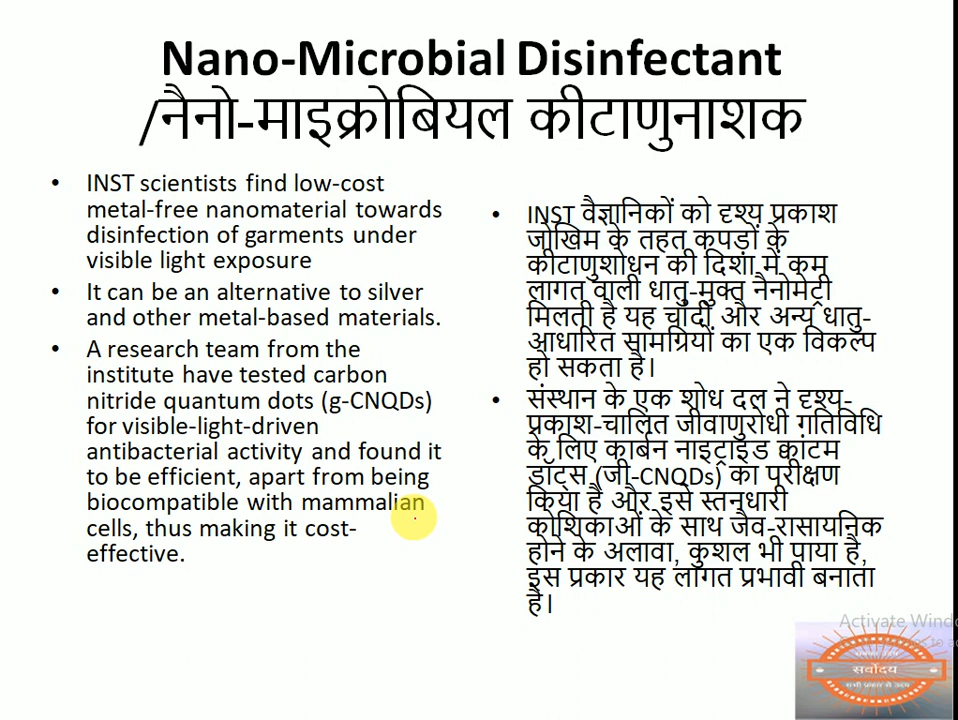 Nano-Microbial Disinfectant
/नैनो-माइक्रोबियल कीटाणुनाशक
• INST scientists find low-cost
metal-free nanomaterial towards
disinfection of garments under
visible light exposure
• It can be an alternative to silver
and other metal-based materials.
• A research team from the
institute have tested carbon
nitride quantum dots (g-CNQDs)
for visible-light-driven
antibacterial activity and found it
to be efficient, apart from being
biocompatible with mammalian
cells, thus making it cost-
effective.
• INST वैज्ञानिकों को दृश्य प्रकाश
जोखिम के तहत कपड़ों के
कीटाणुशोधन की दिशा में कम
लागत वाली धातु-मुक्त नैनोमेट्री
मिलती है यह चांदी और अन्य धातु-
आधारित सामग्रियों का एक विकल्प
हो सकता है।
• संस्थान के एक शोध दल ने दृश्य-
प्रकाश-चालित जीवाणुरोधी गतिविधि
के लिए कार्बन नाइट्राइड क्वांटम
डॉट्स (जी-CNQDs) का परीक्षण
किया है और इसे स्तनधारी
कोशिकाओं के साथ जैव-रासायनिक
होने के अलावा, कुशल भी पाया है,
इस प्रकार यह लागत प्रभावी बनाता
है।
Activate Windo
सर्वोदय